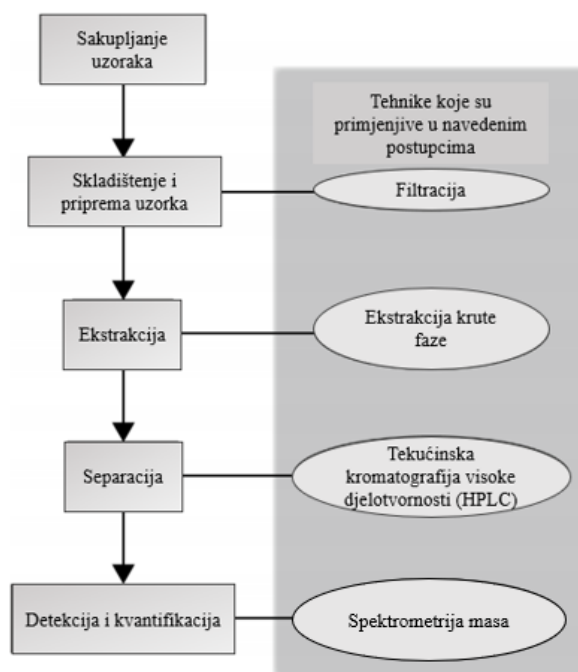 Sakupljanje
uzoraka
Tehnike koje su
primjenjive u navedenim
postupcima
Skladištenje i
priprema uzorka
Filtracija
Ekstrakcija
Ekstrakcija krute
faze
Separacija
Tekućinska
kromatografija visoke
djelotvornosti (HPLC)
Detekcija i kvantifikacija
Spektrometrija masa